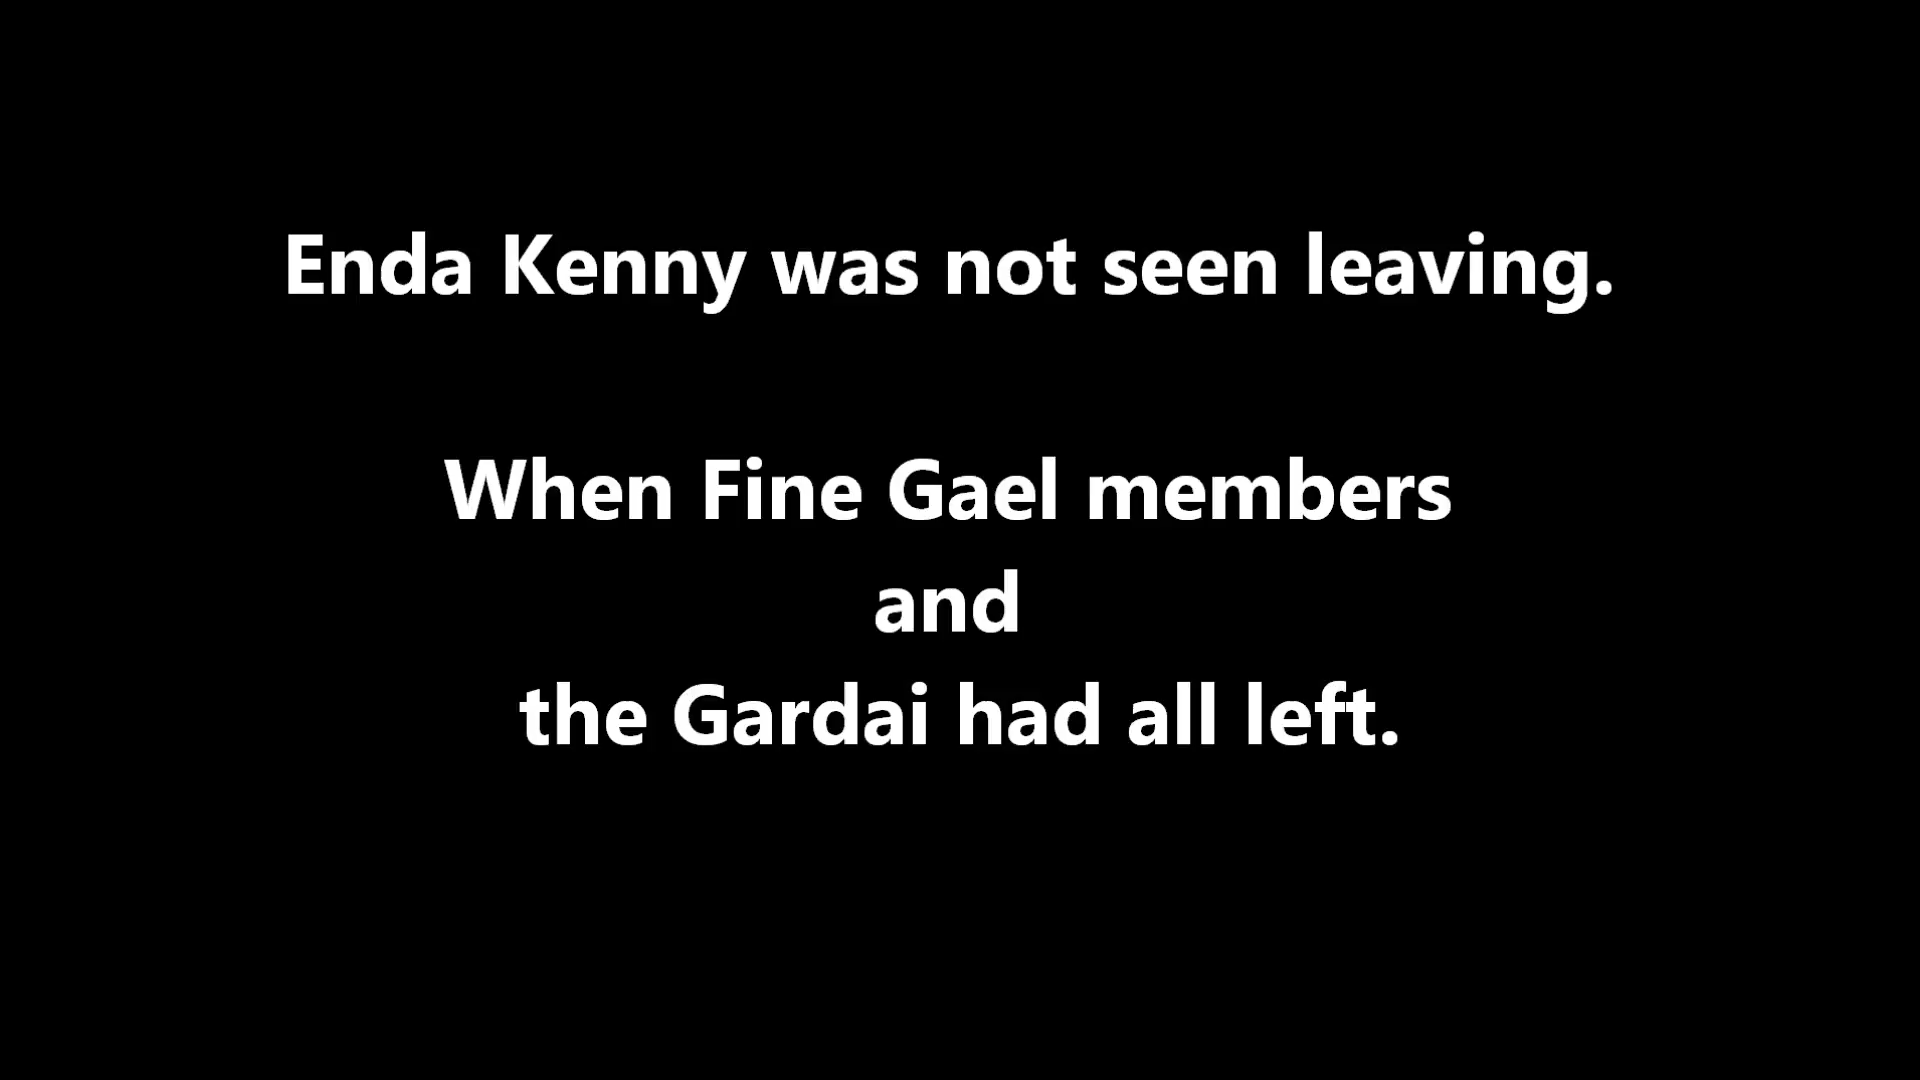 Enda Kenny was not seen leaving.
When Fine Gael members
and
the Gardai had all left.